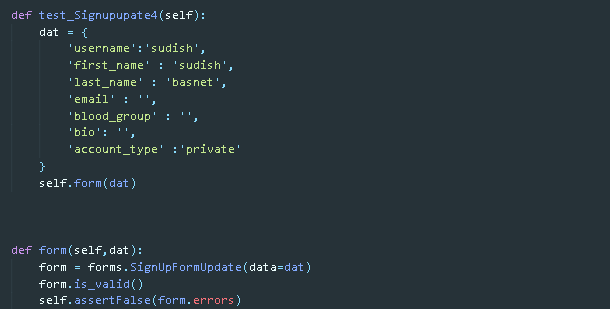 def test_Signupupate4(self):
    dat = {
        'username':'sudish',
        'first_name' : 'sudish',
        'last_name' : 'basnet',
        'email' : '',
        'blood_group' : '',
        'bio': '',
        'account_type' :'private'
    }
    self.form(dat)
def form(self,dat):
    form = forms.SignUpFormUpdate(data=dat)
    form.is_valid()
    self.assertFalse(form.errors)